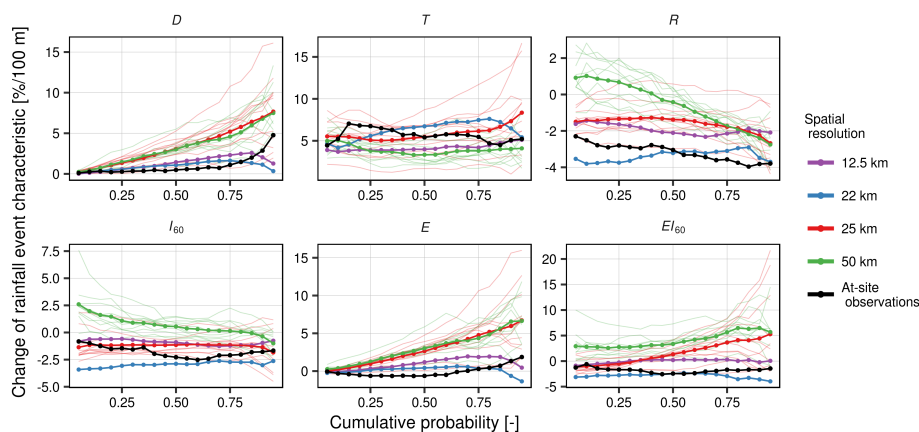 D T R
Change of rainfall event characteristic [%/100 m]
15
10
5
0
15
10
5
2
0
-2
-4
0.25 0.50 0.75
0.25 0.50 0.75
0.25 0.50 0.75
I60 E EI60
7.5
5.0
2.5
0.0
-2.5
-5.0
15
10
5
0
20
15
10
5
0
-5
0.25 0.50 0.75
0.25 0.50 0.75
0.25 0.50 0.75
Cumulative probability [-]
Spatial
resolution
12.5 km
22 km
25 km
50 km
At-site
observations